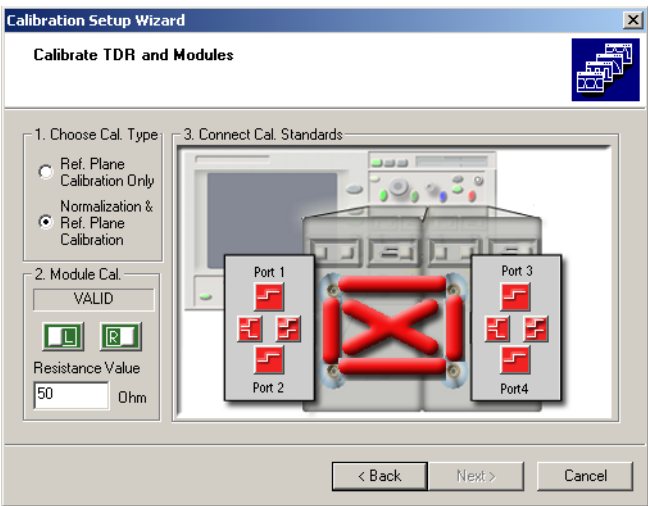 Calibration Setup Wizard
Calibrate TDR and Modules
1. Choose Cal. Type
Ref. Plane
Calibration Only
Normalization &
Ref. Plane
Calibration
2. Module Cal.
VALID
L R
Resistance Value
50 Ohm
3. Connect Cal. Standards
Port 1
Port 2
Port 3
Port4
< Back Next > Cancel